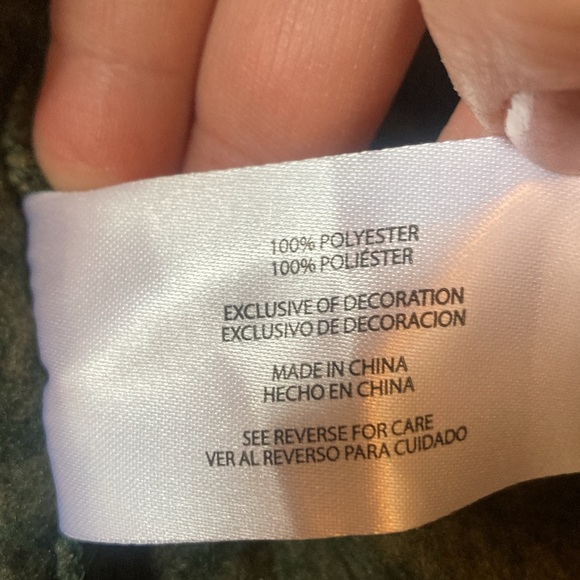 100% POLYESTER
100% POLIÉSTER
EXCLUSIVE OF DECORATION
EXCLUSIVO DE DECORACION
MADE IN CHINA
HECHO EN CHINA
SEE REVERSE FOR CARE
VER AL REVERSO PARA CUIDADO